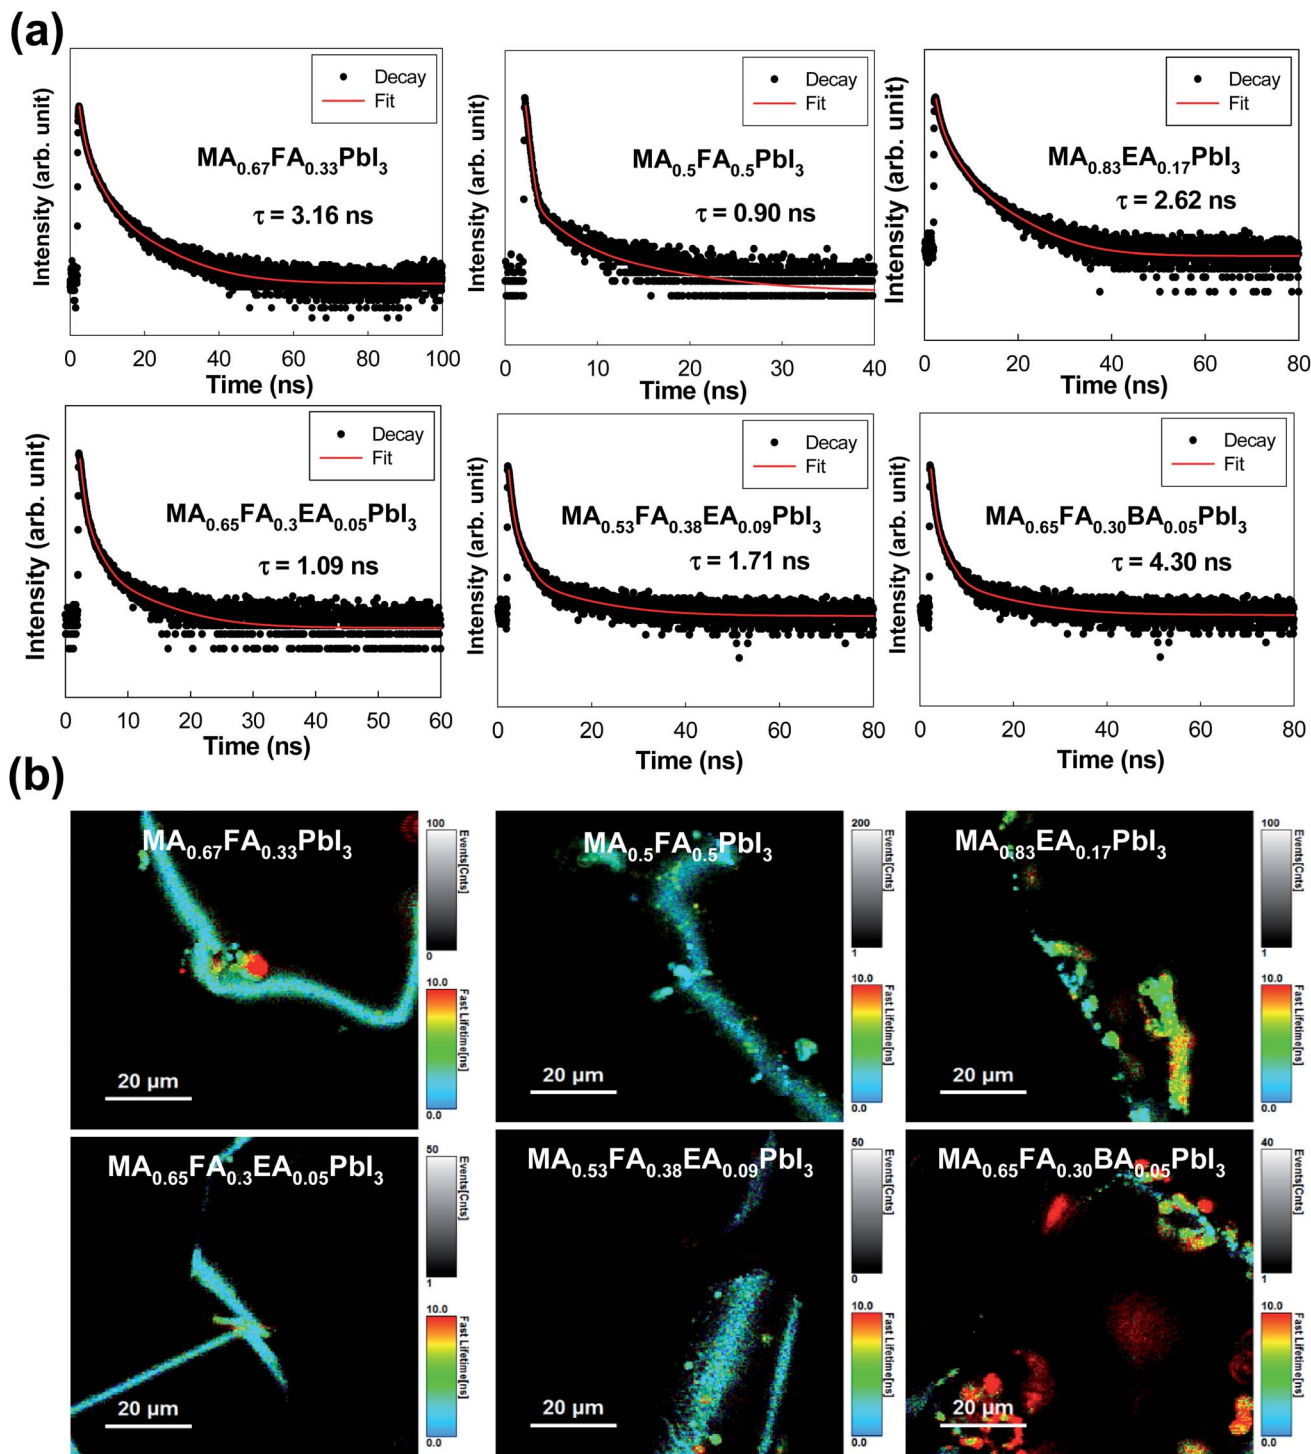 (a)
Decay
Fit
MA0.67FA0.33PbI3
τ = 3.16 ns
Intensity (arb. unit)
0 20 40 60 80 100
Time (ns)
Decay
Fit
MA0.5FA0.5PbI3
τ = 0.90 ns
Intensity (arb. unit)
0 10 20 30 40
Time (ns)
Decay
Fit
MA0.83EA0.17PbI3
τ = 2.62 ns
Intensity (arb. unit)
0 20 40 60 80
Time (ns)
Decay
Fit
MA0.65FA0.3EA0.05PbI3
τ = 1.09 ns
Intensity (arb. unit)
0 10 20 30 40 50 60
Time (ns)
Decay
Fit
MA0.53FA0.38EA0.09PbI3
τ = 1.71 ns
Intensity (arb. unit)
0 20 40 60 80
Time (ns)
Decay
Fit
MA0.65FA0.30BA0.05PbI3
τ = 4.30 ns
Intensity (arb. unit)
0 20 40 60 80
Time (ns)
(b)
MA0.67FA0.33PbI3
20 µm
100
Events[Cnts]
0
10.0
Fast Lifetime[ns]
0.0
MA0.5FA0.5PbI3
20 µm
200
Events[Cnts]
1
10.0
Fast Lifetime[ns]
0.0
MA0.83EA0.17PbI3
20 µm
100
Events[Cnts]
1
10.0
Fast Lifetime[ns]
0.0
MA0.65FA0.3EA0.05PbI3
20 µm
50
Events[Cnts]
1
10.0
Fast Lifetime[ns]
0.0
MA0.53FA0.38EA0.09PbI3
20 µm
50
Events[Cnts]
0
10.0
Fast Lifetime[ns]
0.0
MA0.65FA0.30BA0.05PbI3
20 µm
40
Events[Cnts]
1
10.0
Fast Lifetime[ns]
0.0